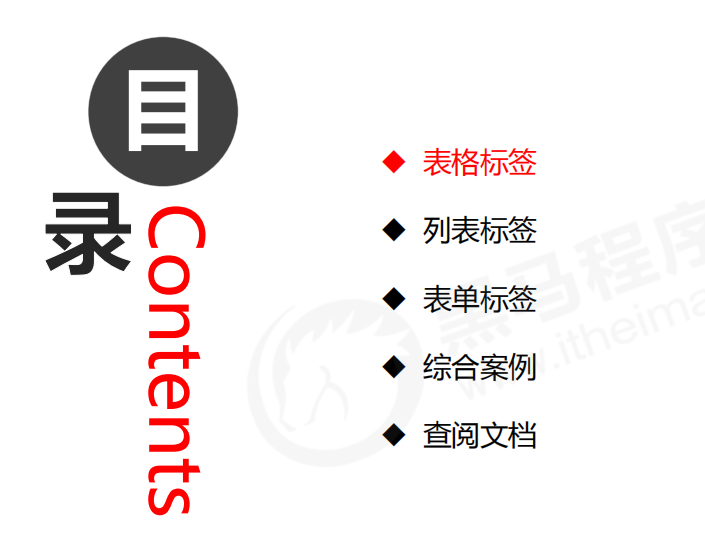 目
录
Contents
◆ 表格标签
◆ 列表标签
◆ 表单标签
◆ 综合案例
◆ 查阅文档
黑马程序
www.itheima